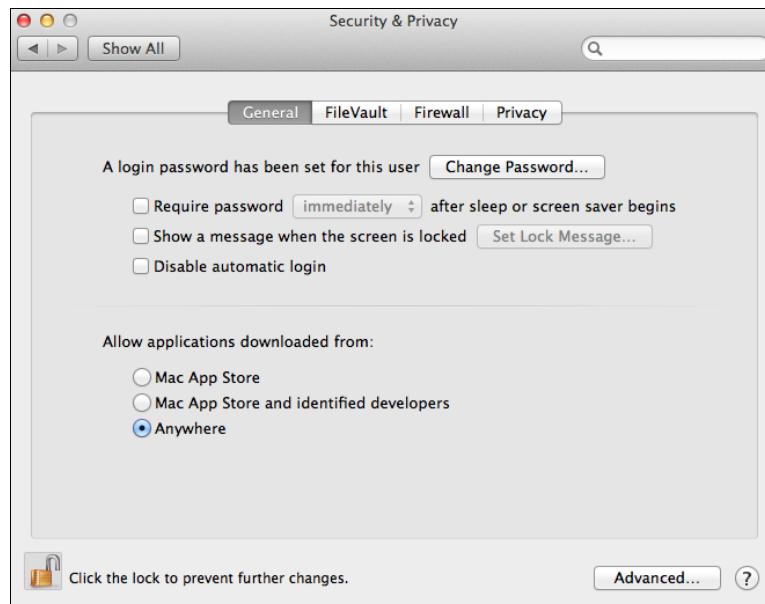 Security & Privacy
Show All
General FileVault Firewall Privacy
A login password has been set for this user Change Password...
Require password immediately after sleep or screen saver begins
Show a message when the screen is locked Set Lock Message...
Disable automatic login
Allow applications downloaded from:
Mac App Store
Mac App Store and identified developers
Anywhere
Click the lock to prevent further changes. Advanced... ?